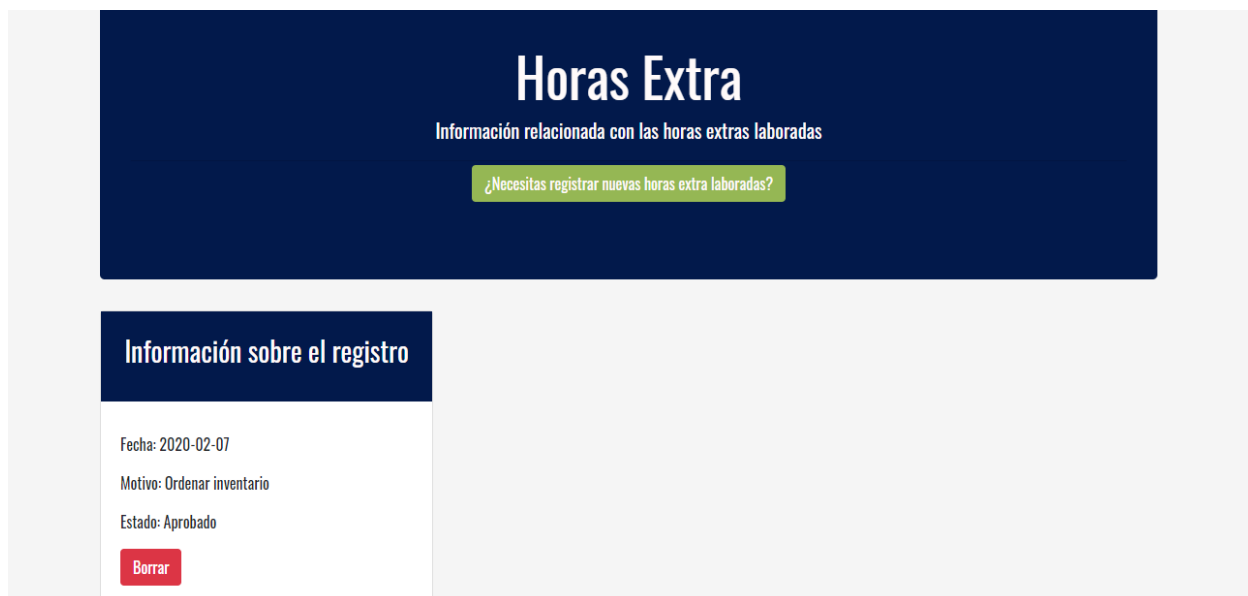 Horas Extra
Información relacionada con las horas extras laboradas
¿Necesitas registrar nuevas horas extra laboradas?
Información sobre el registro
Fecha: 2020-02-07
Motivo: Ordenar inventario
Estado: Aprobado
Borrar